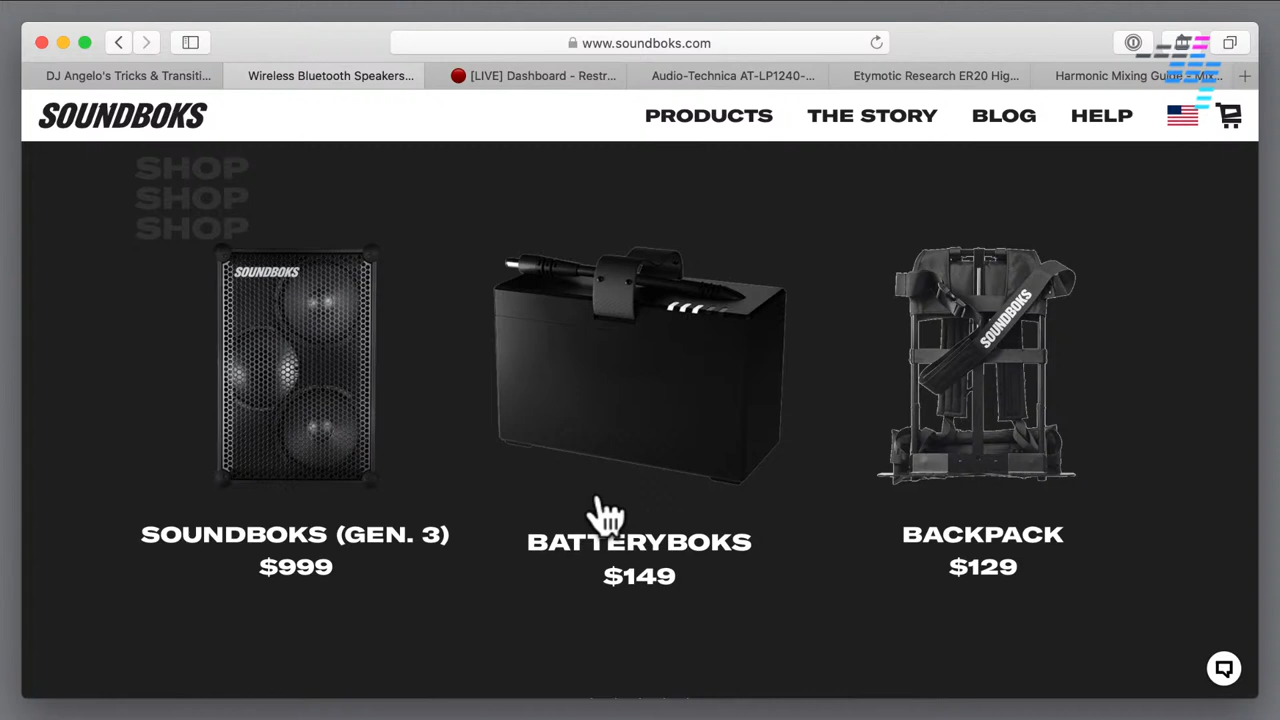 www.soundboks.com
DJ Angelo's Tricks & Transiti...
Wireless Bluetooth Speakers...
[LIVE] Dashboard - Restr...
Audio-Technica AT-LP1240-...
Etymotic Research ER20 Hig...
Harmonic Mixing Guide - Mix...
SOUNDBOKS
PRODUCTS
THE STORY
BLOG
HELP
SHOP
SHOP
SHOP
SOUNDBOKS
SOUNDBOKS
SOUNDBOKS (GEN. 3)
$999
BATTERYBOKS
$149
BACKPACK
$129